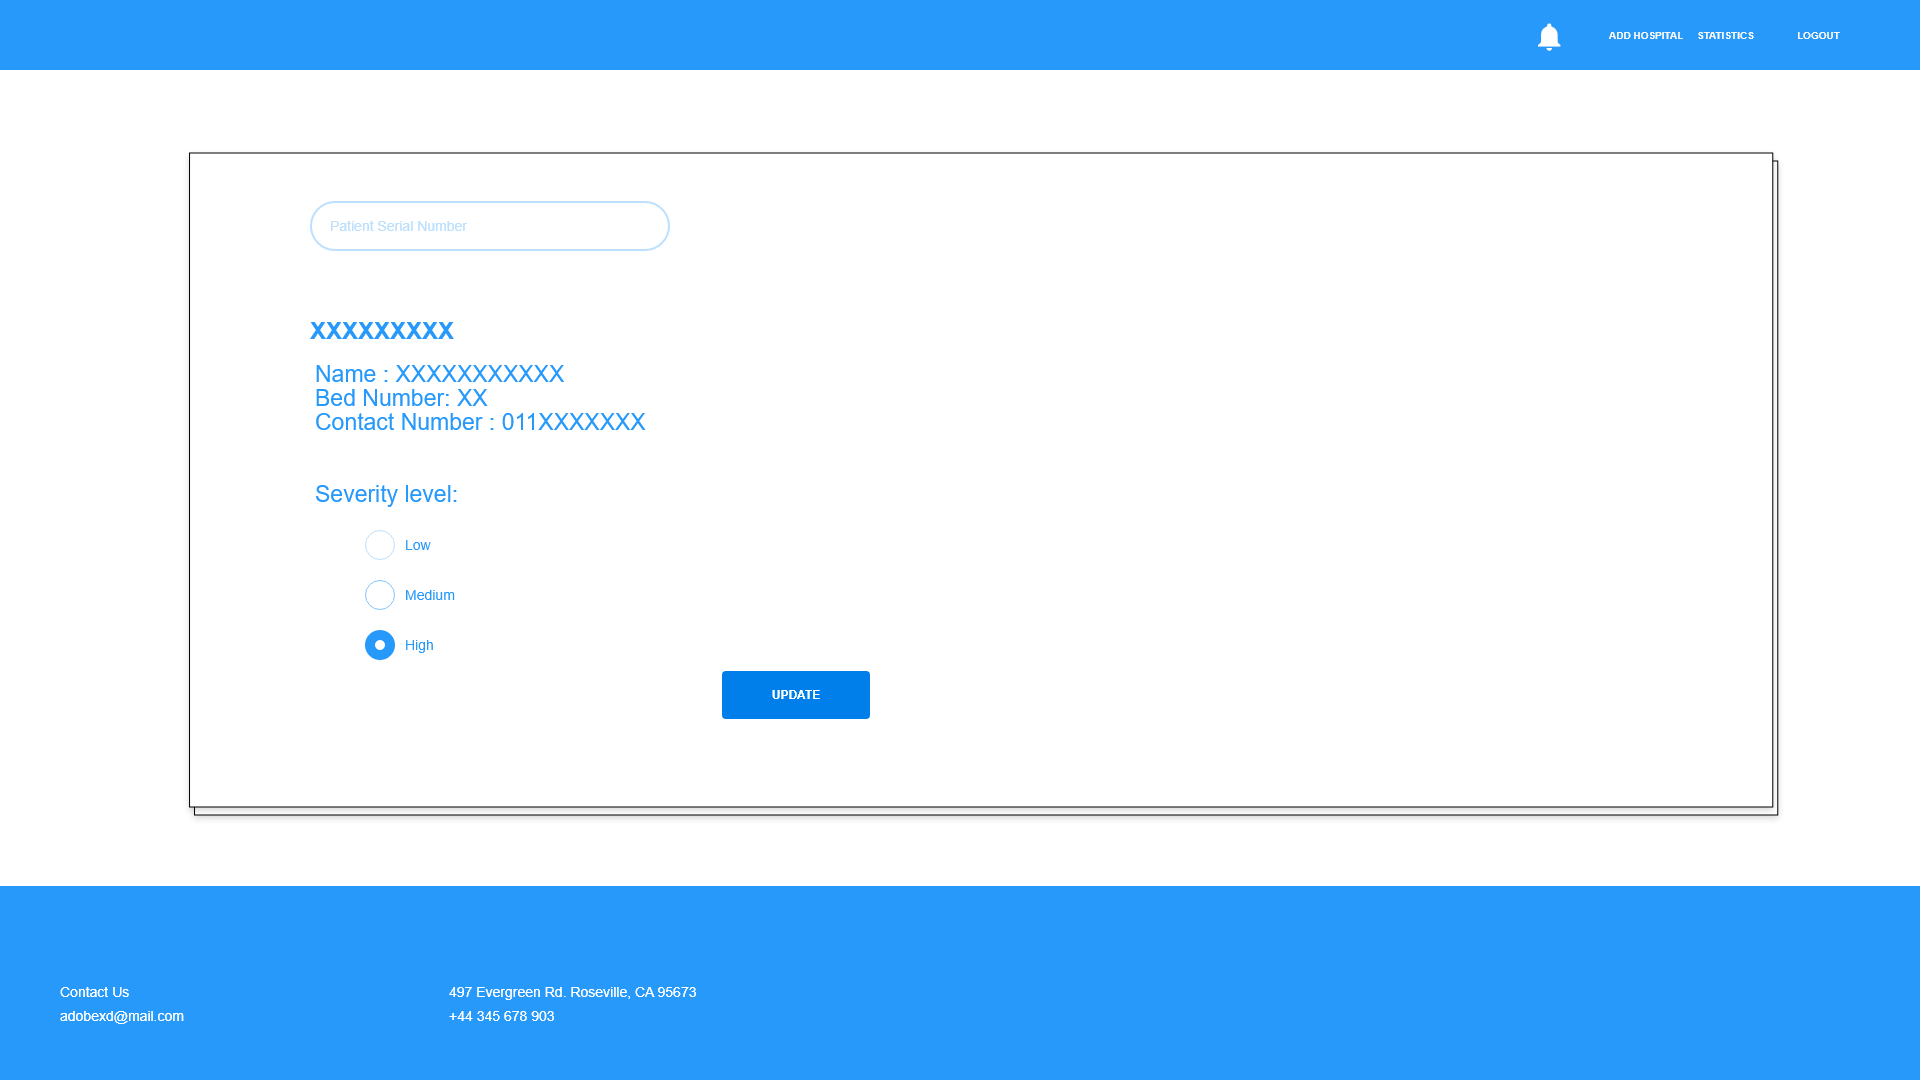 ADD HOSPITAL STATISTICS LOGOUT
Patient Serial Number
XXXXXXXXX
Name : XXXXXXXXXXX
Bed Number: XX
Contact Number : 011XXXXXXX
Severity level:
Low
Medium
High
UPDATE
Contact Us
adobexd@mail.com
497 Evergreen Rd. Roseville, CA 95673
+44 345 678 903